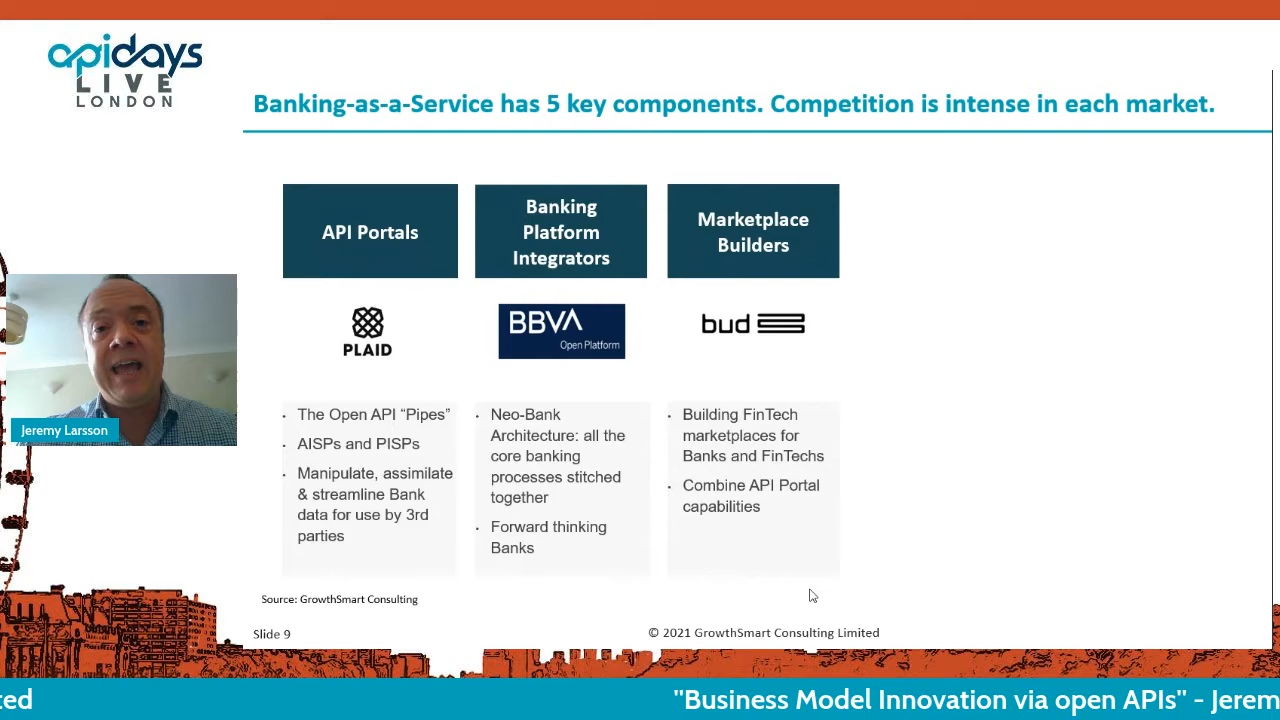 apidays
LIVE
LONDON
Banking-as-a-Service has 5 key components. Competition is intense in each market.
API Portals
PLAID
· The Open API “Pipes”
· AISPs and PISPs
· Manipulate, assimilate
& streamline Bank
data for use by 3rd
parties
Banking
Platform
Integrators
BBVA
Open Platform
· Neo-Bank
Architecture: all the
core banking
processes stitched
together
· Forward thinking
Banks
Marketplace
Builders
bud
· Building FinTech
marketplaces for
Banks and FinTechs
· Combine API Portal
capabilities
Jeremy Larsson
Source: GrowthSmart Consulting
Slide 9
© 2021 GrowthSmart Consulting Limited
ted
"Business Model Innovation via open APIs" - Jerem